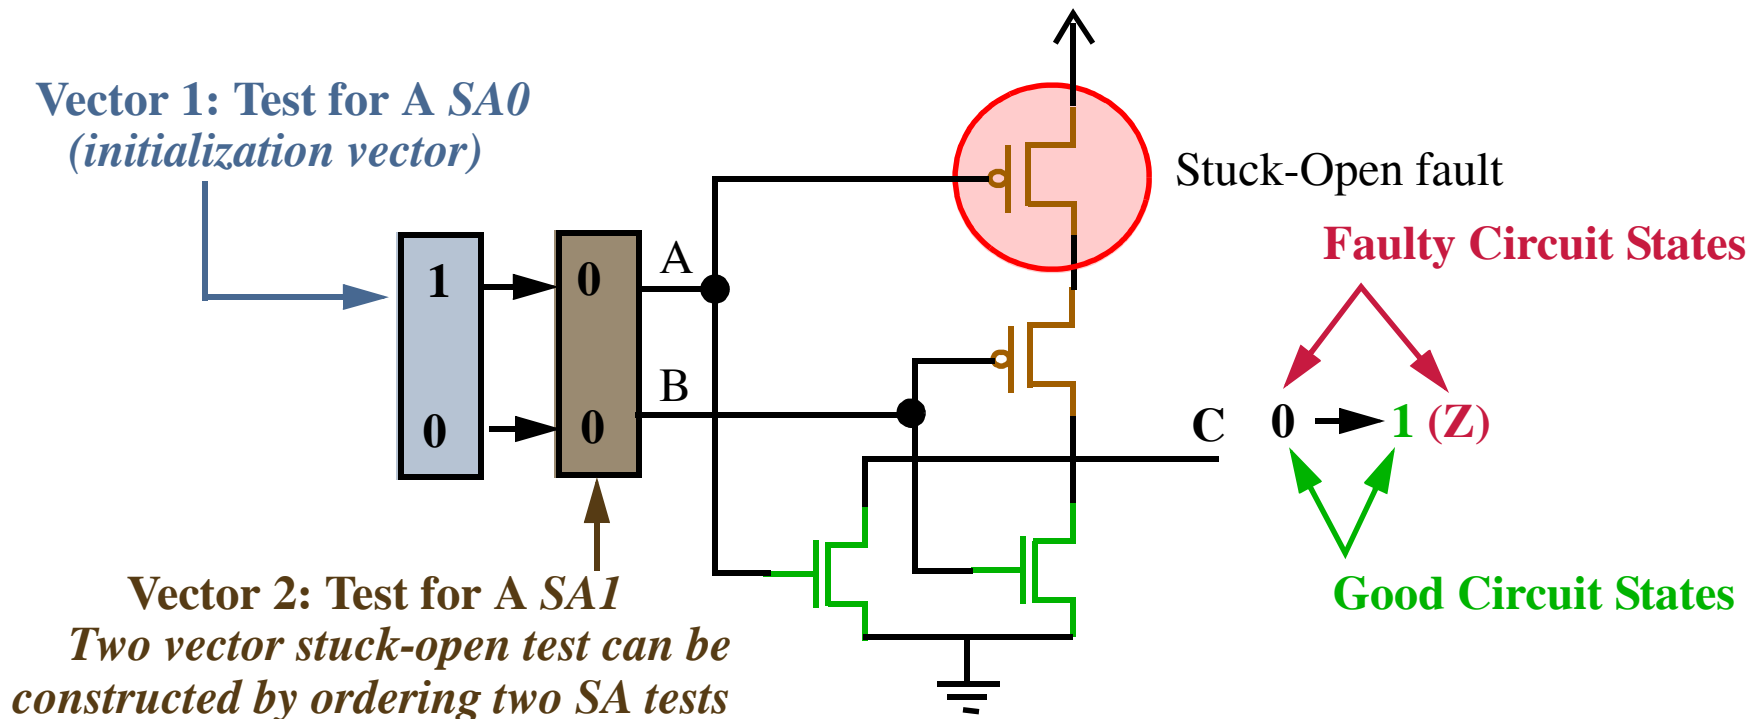 Vector 1: Test for A SA0
(initialization vector)
Stuck-Open fault
Faulty Circuit States
A
1
0
B
0
0
C
0
1 (Z)
Vector 2: Test for A SA1
Two vector stuck-open test can be
constructed by ordering two SA tests
Good Circuit States